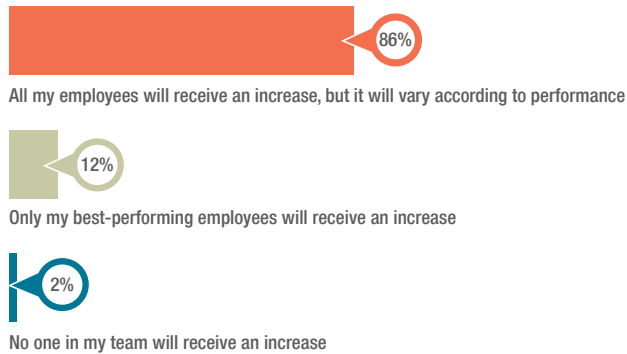 86%
All my employees will receive an increase, but it will vary according to performance
12%
Only my best-performing employees will receive an increase
2%
No one in my team will receive an increase